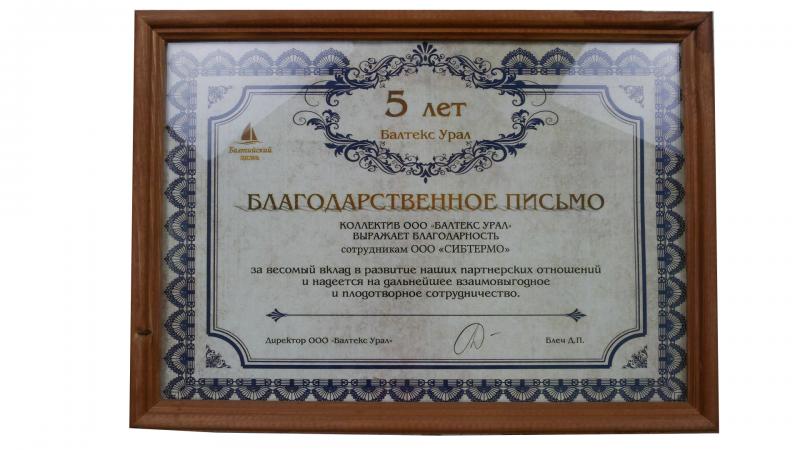 5 лет
Балтекс Урал
Балтийский
БЛАГОДАРСТВЕННОЕ ПИСЬМО
КОЛЛЕКТИВ ООО «БАЛТЕКС УРАЛ»
ВЫРАЖАЕТ БЛАГОДАРНОСТЬ
сотрудникам ООО «СИБТЕРМО»
за весомый вклад в развитие наших партнерских отношений
и надеется на дальнейшее взаимовыгодное
и плодотворное сотрудничество.
Директор ООО «Балтекс Урал» Блеч Д.П.